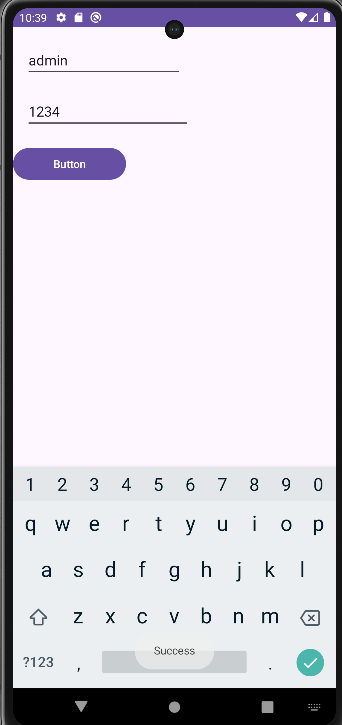 10:39
admin
1234
Button
1 2 3 4 5 6 7 8 9 0
q w e r t y u i o p
a s d f g h j k l
z x c v b n m
?123 , .
Success